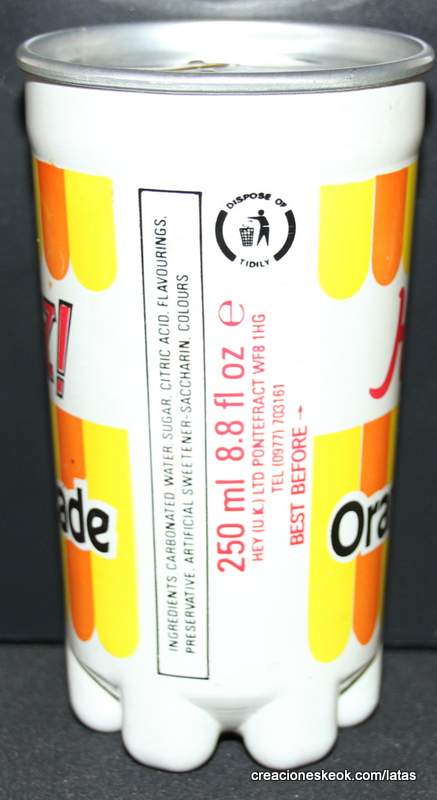 Z!
ade
INGREDIENTS CARBONATED WATER SUGAR. CITRIC ACID. FLAVOURINGS.
PRESERVATIVE. ARTIFICIAL SWEETENER-SACCHARIN. COLOURS
DISPOSE OF
TIDILY
250 ml 8.8 fl oz e
HEY (U.K.) LTD PONTEFRACT WF8 1HG
TEL (0977) 703161
BEST BEFORE →
H
Ora
creacioneskeok.com/latas